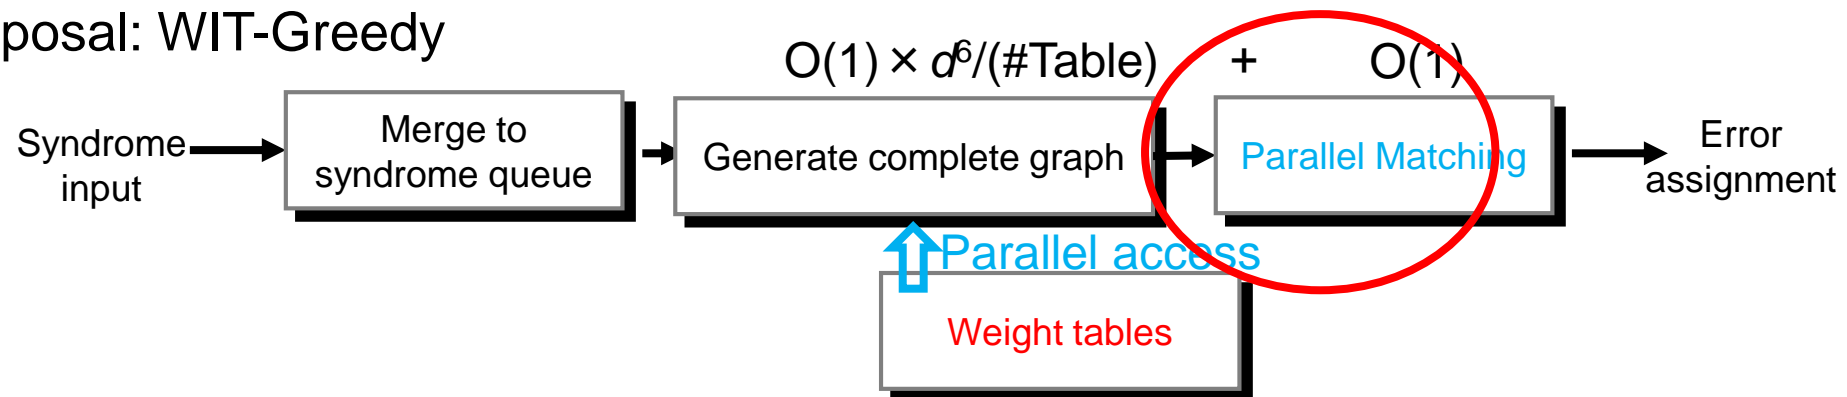 posal: WIT-Greedy
O(1) × d⁶/(#Table) + O(1)
Syndrome
input
Merge to
syndrome queue
Generate complete graph
Parallel Matching
Error
assignment
Parallel access
Weight tables